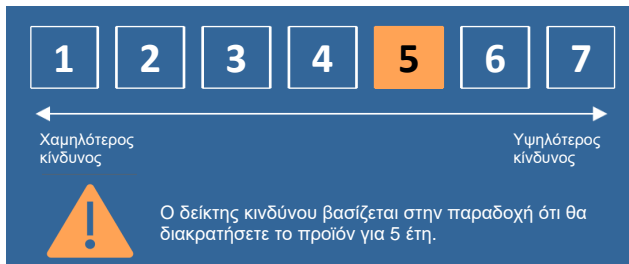 1 2 3 4 5 6 7
Χαμηλότερος Υψηλότερος
κίνδυνος κίνδυνος
Ο δείκτης κινδύνου βασίζεται στην παραδοχή ότι θα
διακρατήσετε το προϊόν για 5 έτη.